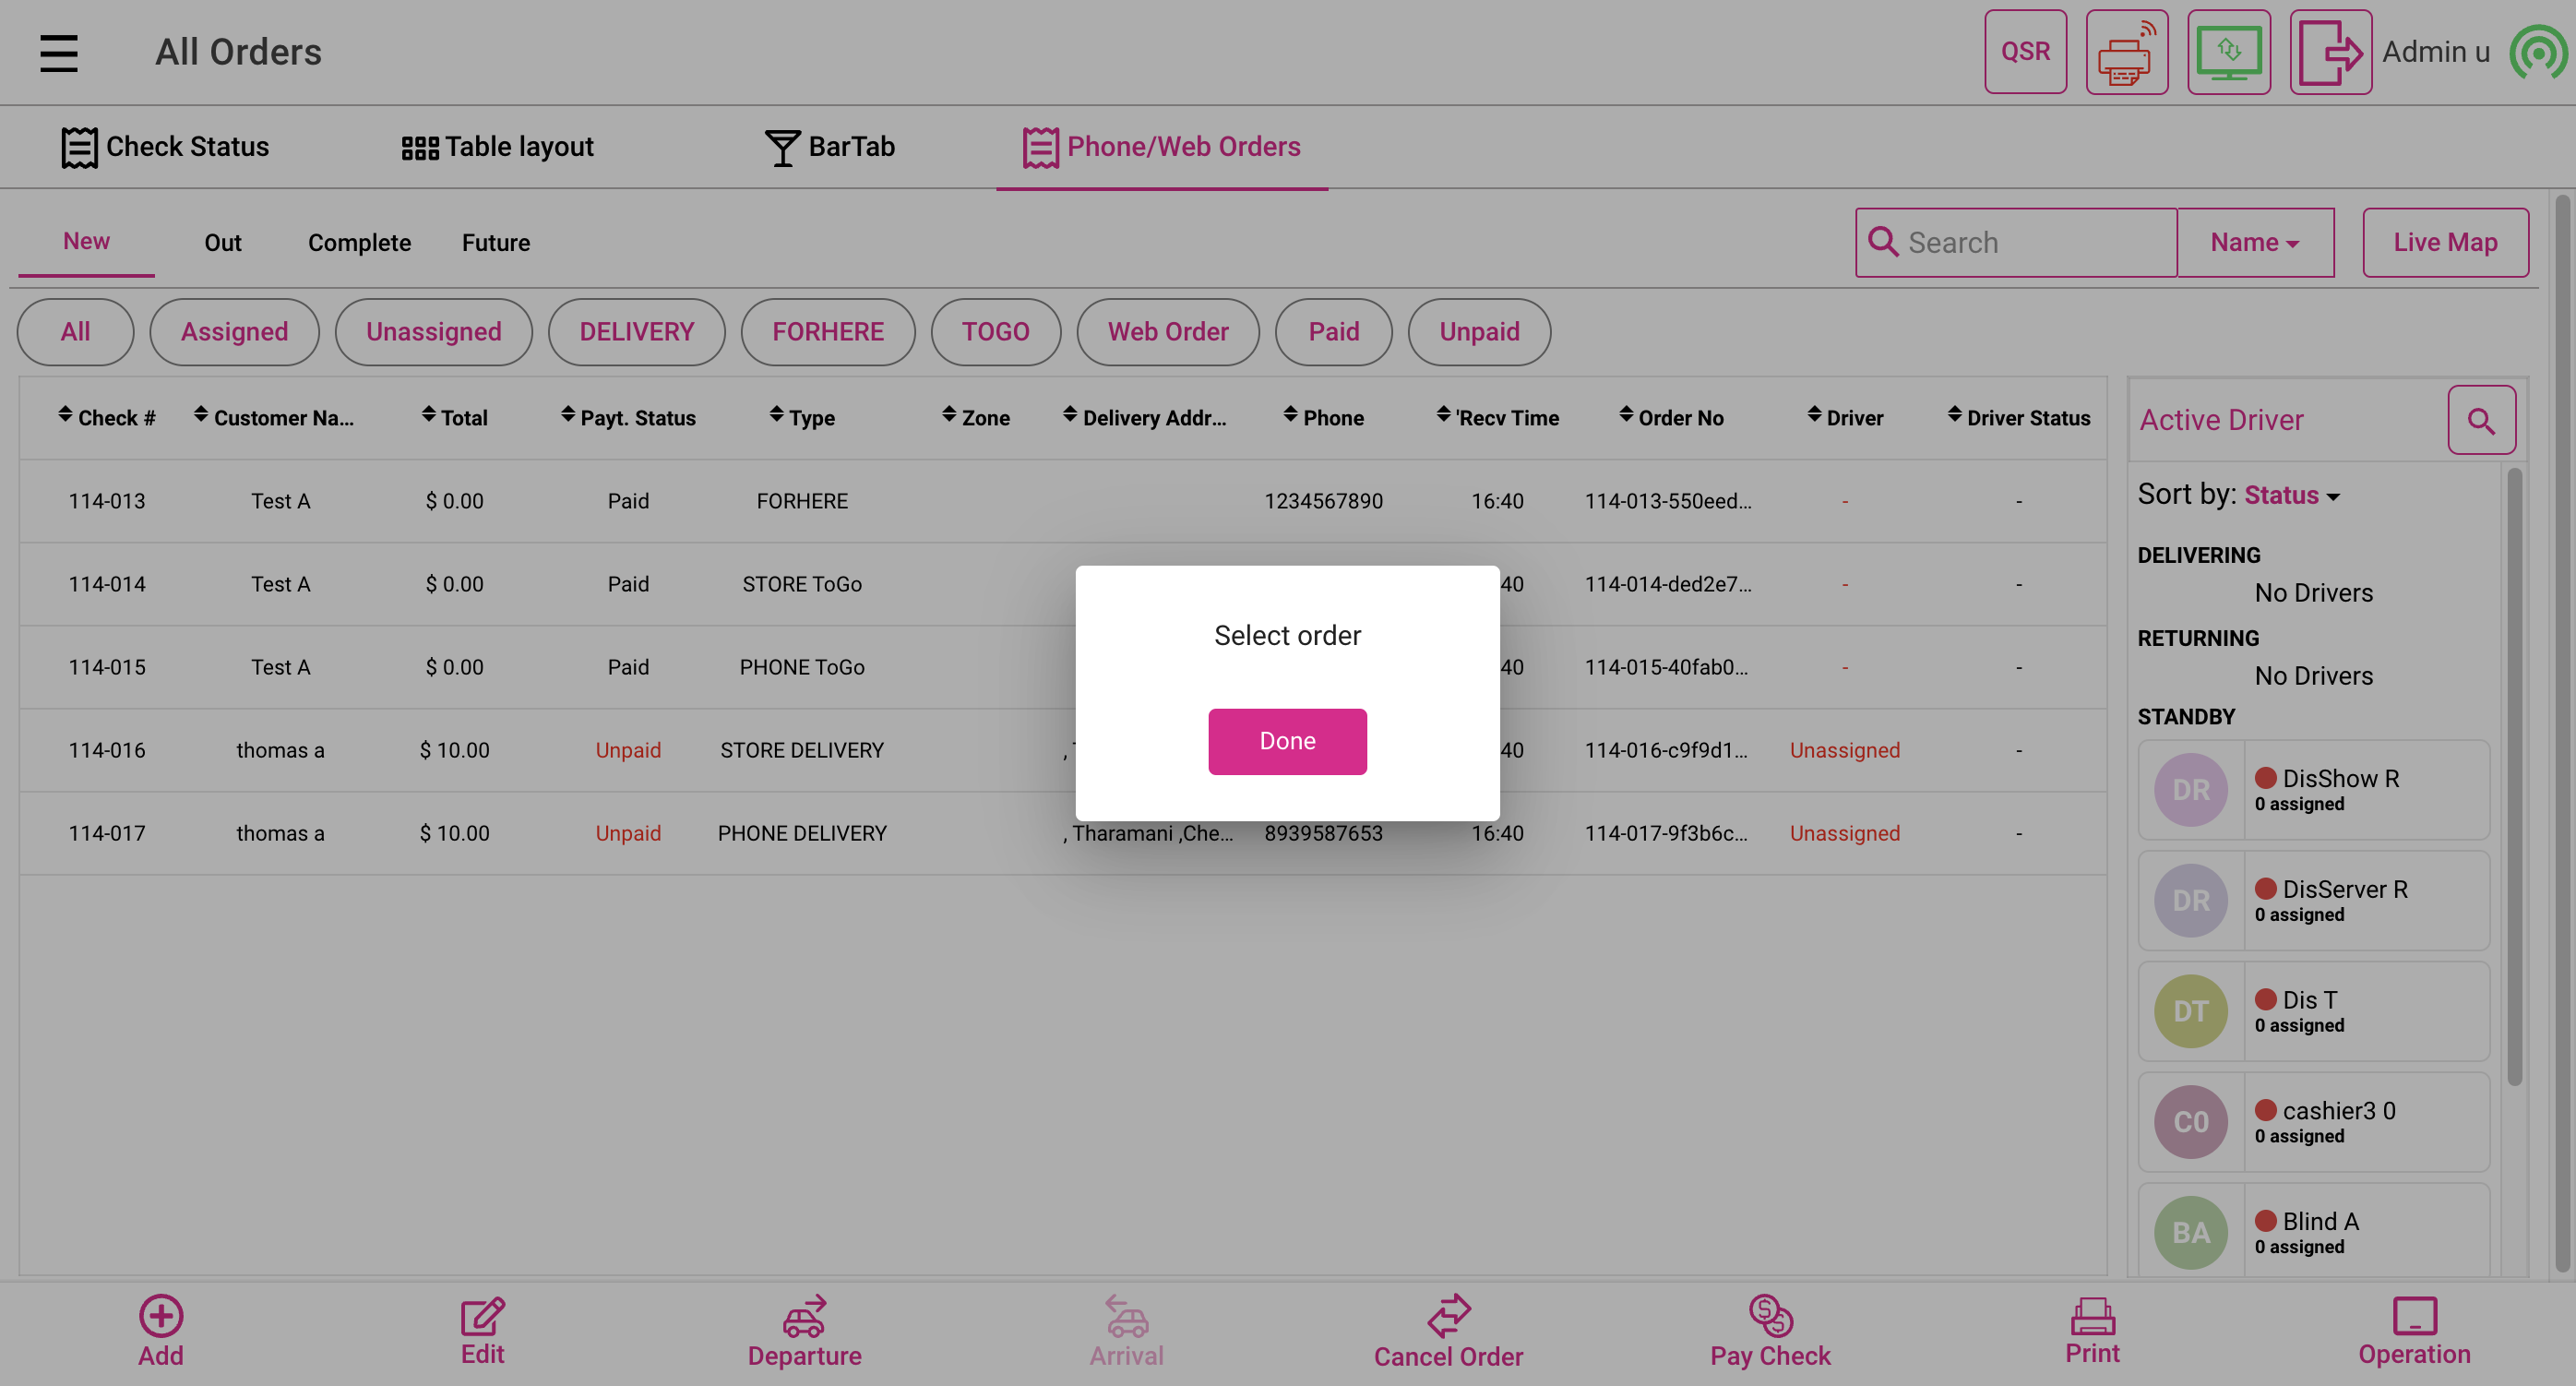 All Orders
QSR
Admin u
Check Status
Table layout
BarTab
Phone/Web Orders
New
Out
Complete
Future
Search
Name
Live Map
All
Assigned
Unassigned
DELIVERY
FORHERE
TOGO
Web Order
Paid
Unpaid
Check # Customer Na... Total Payt. Status Type Zone Delivery Addr... Phone 'Recv Time Order No Driver Driver Status
114-013 Test A $ 0.00 Paid FORHERE 1234567890 16:40 114-013-550eed... - -
114-014 Test A $ 0.00 Paid STORE ToGo 40 114-014-ded2e7... - -
115-015 Test A $ 0.00 Paid PHONE ToGo 40 114-015-40fab0... - -
114-016 thomas a $ 10.00 Unpaid STORE DELIVERY , 40 114-016-c9f9d1... Unassigned -
114-017 thomas a $ 10.00 Unpaid PHONE DELIVERY , Tharamani ,Che... 8939587653 16:40 114-017-9f3b6c... Unassigned -
Select order
Done
Active Driver
Sort by: Status
DELIVERING
No Drivers
RETURNING
No Drivers
STANDBY
DR
DisShow R
0 assigned
DR
DisServer R
0 assigned
DT
Dis T
0 assigned
C0
cashier3 0
0 assigned
BA
Blind A
0 assigned
Add
Edit
Departure
Arrival
Cancel Order
Pay Check
Print
Operation